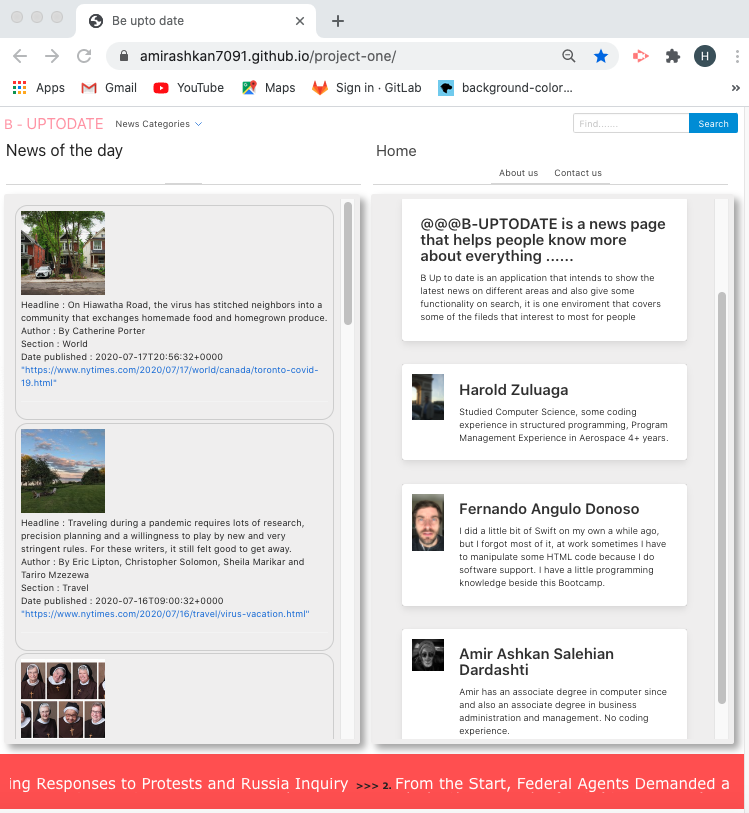 Be upto date
amirashkan7091.github.io/project-one/
H
Apps
Gmail
YouTube
Maps
Sign in · GitLab
background-color...
»
B - UPTODATE
News Categories
Find.......
Search
News of the day
Headline : On Hiawatha Road, the virus has stitched neighbors into a
community that exchanges homemade food and homegrown produce.
Author : By Catherine Porter
Section : World
Date published : 2020-07-17T20:56:32+0000
"https://www.nytimes.com/2020/07/17/world/canada/toronto-covid-
19.html"
Headline : Traveling during a pandemic requires lots of research,
precision planning and a willingness to play by new and very
stringent rules. For these writers, it still felt good to get away.
Author : By Eric Lipton, Christopher Solomon, Sheila Marikar and
Tariro Mzezewa
Section : Travel
Date published : 2020-07-16T09:00:32+0000
"https://www.nytimes.com/2020/07/16/travel/virus-vacation.html"
Home
About us
Contact us
@@@B-UPTODATE is a news page
that helps people know more
about everything ......
B Up to date is an application that intends to show the
latest news on different areas and also give some
functionality on search, it is one enviroment that covers
some of the fileds that interest to most for people
Harold Zuluaga
Studied Computer Science, some coding
experience in structured programming, Program
Management Experience in Aerospace 4+ years.
Fernando Angulo Donoso
I did a little bit of Swift on my own a while ago,
but I forgot most of it, at work sometimes I have
to manipulate some HTML code because I do
software support. I have a little programming
knowledge beside this Bootcamp.
Amir Ashkan Salehian
Dardashti
Amir has an associate degree in computer since
and also an associate degree in business
administration and management. No coding
experience.
ing Responses to Protests and Russia Inquiry >>> 2. From the Start, Federal Agents Demanded a